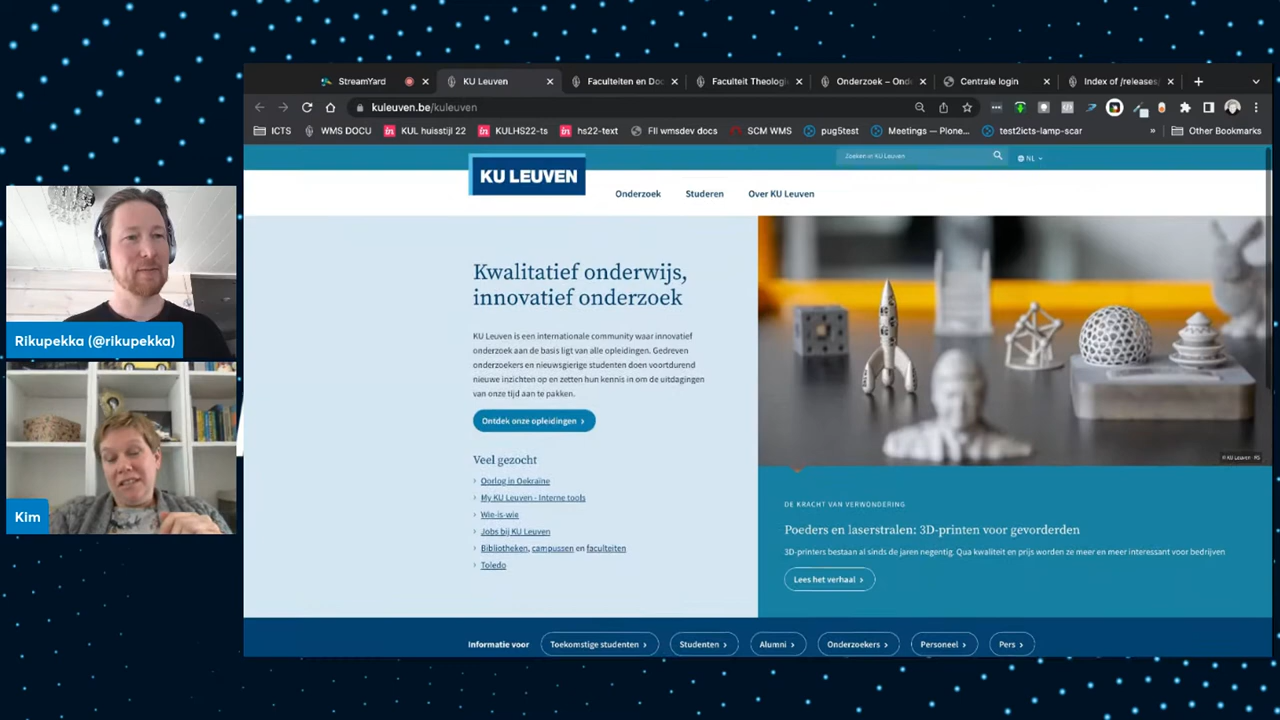 StreamYard
KU Leuven
Faculteiten en Doc
Faculteit Theologie
Onderzoek – Ond
Centrale login
Index of /releases/
kuleuven.be/kuleuven
ICTS
WMS DOCU
KUL huisstijl 22
KULHS22-ts
hs22-text
FII wmsdev docs
SCM WMS
pug5test
Meetings — Pione...
test2icts-lamp-scar
»
Other Bookmarks
Zoeken in KU Leuven
NL
KU LEUVEN
Onderzoek
Studeren
Over KU Leuven
Kwalitatief onderwijs,
innovatief onderzoek
KU Leuven is een internationale community waar innovatief
onderzoek aan de basis ligt van alle opleidingen. Gedreven
onderzoekers en nieuwsgierige studenten doen voortdurend
nieuwe inzichten op en zetten hun kennis in om de uitdagingen
van onze tijd aan te pakken.
Ontdek onze opleidingen ›
Veel gezocht
› Oorlog in Oekraïne
› My KU Leuven - Interne tools
› Wie-is-wie
› Jobs bij KU Leuven
› Bibliotheken, campussen en faculteiten
› Toledo
DE KRACHT VAN VERWONDERING
Poeders en laserstralen: 3D-printen voor gevorderden
3D-printers bestaan al sinds de jaren negentig. Qua kwaliteit en prijs worden ze meer en meer interessant voor bedrijven
Lees het verhaal ›
Informatie voor
Toekomstige studenten ›
Studenten ›
Alumni ›
Onderzoekers ›
Personeel ›
Pers ›
Rikupekka (@rikupekka)
Kim